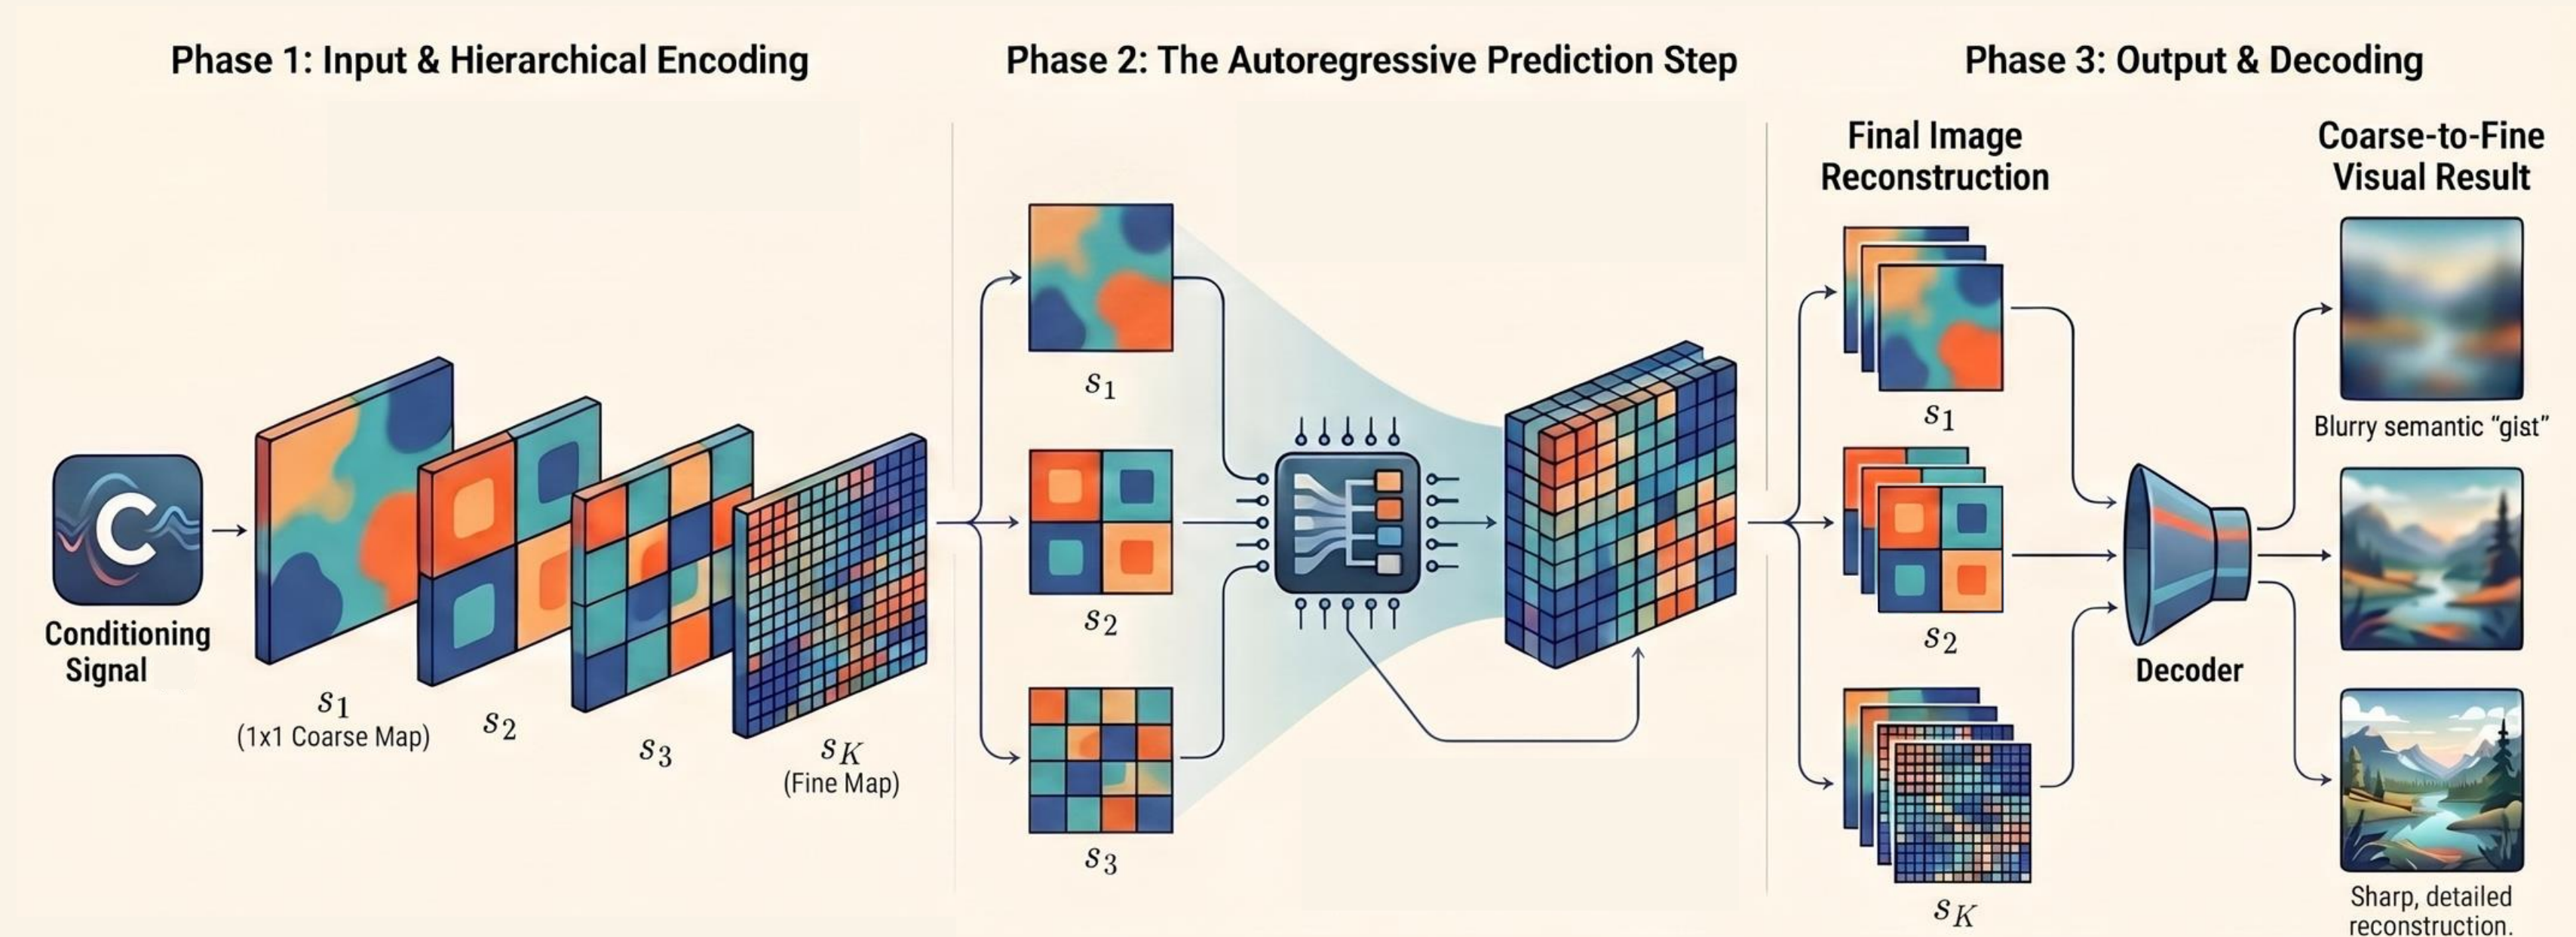 Phase 1: Input & Hierarchical Encoding
C
Conditioning
Signal
s1
(1x1 Coarse Map)
s2
s3
sK
(Fine Map)
Phase 2: The Autoregressive Prediction Step
s1
s2
s3
Phase 3: Output & Decoding
Final Image
Reconstruction
s1
s2
sK
Decoder
Coarse-to-Fine
Visual Result
Blurry semantic “gist”
Sharp, detailed
reconstruction.